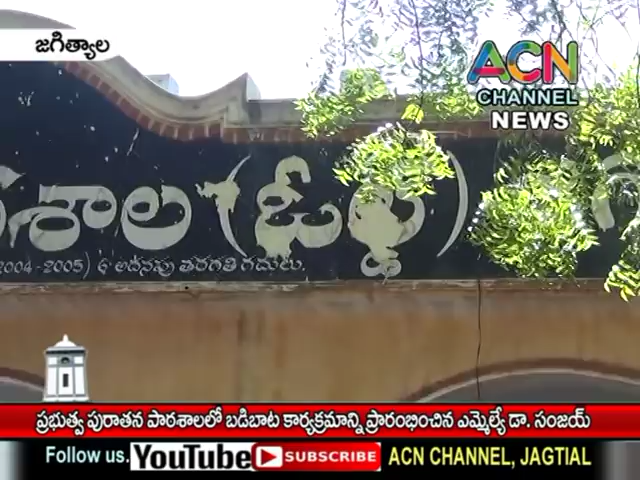 జగిత్యాల
ACN
CHANNEL
NEWS
శాల (ఓల్డ్)
2004-2005) 6 అదనపు తరగతి గదులు.
ప్రభుత్వ పురాతన పాఠశాలలో బడిబాట కార్యక్రమాన్ని ప్రారంభించిన ఎమ్మెల్యే డా. సంజయ్
Follow us. YouTube SUBSCRIBE ACN CHANNEL, JAGTIAL